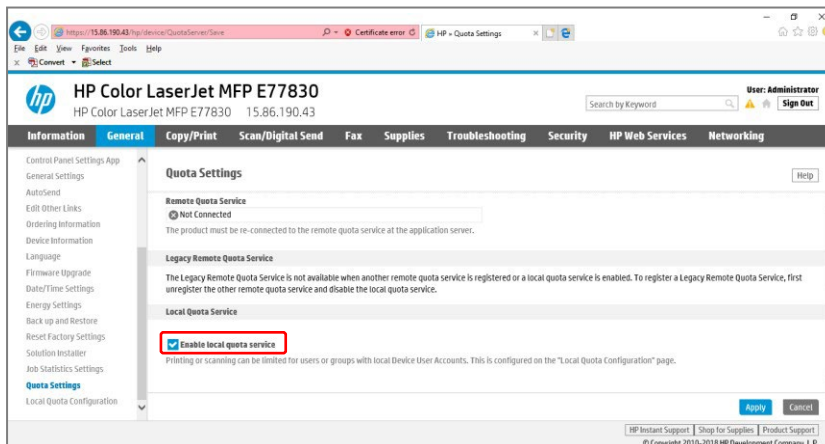 https://15.86.190.43/hp/device/QuotaServer/Save
Certificate error
HP » Quota Settings
File Edit View Favorites Tools Help
x Convert Select
hp
HP Color LaserJet MFP E77830
HP Color LaserJet MFP E77830 15.86.190.43
User: Administrator
Search by Keyword
Sign Out
Information General Copy/Print Scan/Digital Send Fax Supplies Troubleshooting Security HP Web Services Networking
Control Panel Settings App
General Settings
AutoSend
Edit Other Links
Ordering Information
Device Information
Language
Firmware Upgrade
Date/Time Settings
Energy Settings
Back up and Restore
Reset Factory Settings
Solution Installer
Job Statistics Settings
Quota Settings
Local Quota Configuration
Quota Settings
Help
Remote Quota Service
Not Connected
The product must be re-connected to the remote quota service at the application server.
Legacy Remote Quota Service
The Legacy Remote Quota Service is not available when another remote quota service is registered or a local quota service is enabled. To register a Legacy Remote Quota Service, first
unregister the other remote quota service and disable the local quota service.
Local Quota Service
Enable local quota service
Printing or scanning can be limited for users or groups with local Device User Accounts. This is configured on the "Local Quota Configuration" page.
Apply Cancel
HP Instant Support Shop for Supplies Product Support
© Copyright 2010-2018 HP Development Company, L.P.